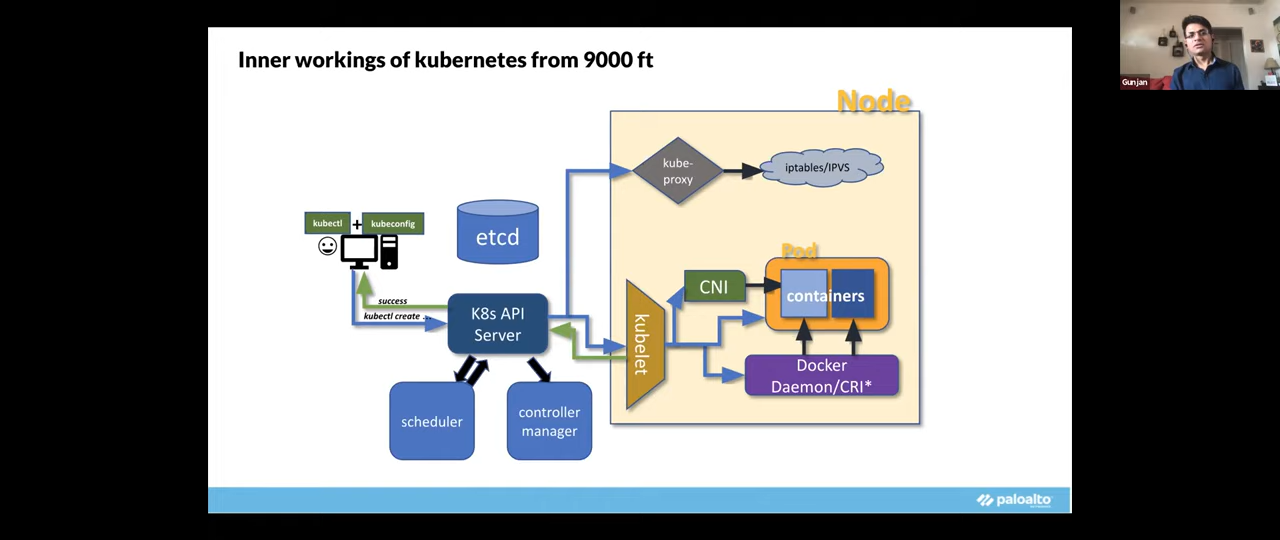 Inner workings of kubernetes from 9000 ft
Gunjan
Node
kube-
proxy
iptables/IPVS
kubectl
+
kubeconfig
etcd
Pod
CNI
containers
success
kubectl create ...
K8s API
Server
kubelet
Docker
Daemon/CRI*
scheduler
controller
manager
paloalto